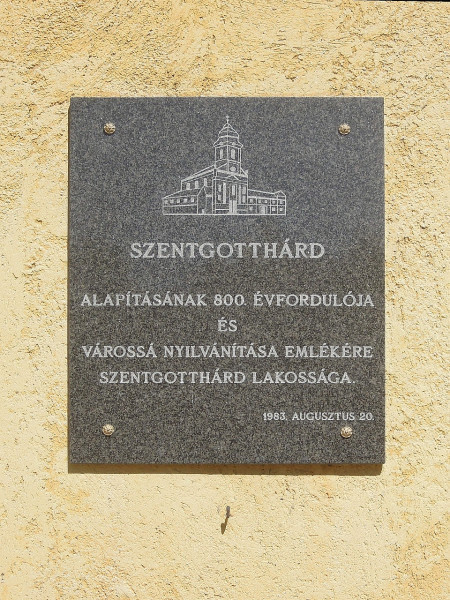 SZENTGOTTHÁRD
ALAPÍTÁSÁNAK 800. ÉVFORDULÓJA
ÉS
VÁROSSÁ NYILVÁNÍTÁSA EMLÉKÉRE
SZENTGOTTHÁRD LAKOSSÁGA.
1983. AUGUSZTUS 20.